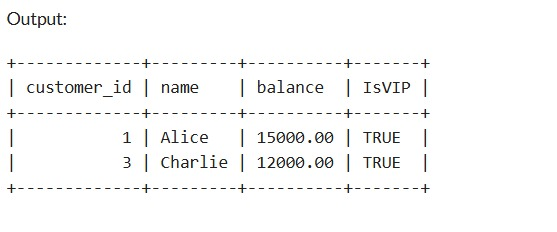 Output:
+-------------+---------+----------+-------+
| customer_id | name    | balance  | IsVIP |
+-------------+---------+----------+-------+
|           1 | Alice   | 15000.00 | TRUE  |
|           3 | Charlie | 12000.00 | TRUE  |
+-------------+---------+----------+-------+